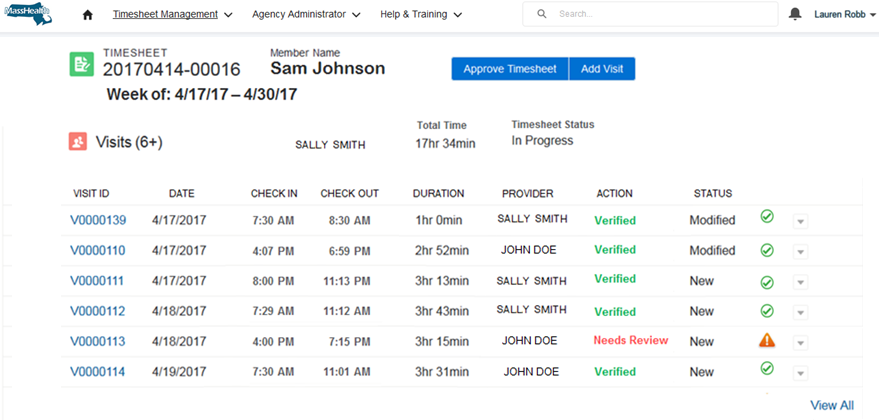 MassHealth
Timesheet Management
Agency Administrator
Help & Training
Search...
Lauren Robb
TIMESHEET
20170414-00016
Week of: 4/17/17 – 4/30/17
Member Name
Sam Johnson
Approve Timesheet
Add Visit
Visits (6+)
SALLY SMITH
Total Time
17hr 34min
Timesheet Status
In Progress
VISIT ID DATE CHECK IN CHECK OUT DURATION PROVIDER ACTION STATUS
V0000139 4/17/2017 7:30 AM 8:30 AM 1hr 0min SALLY SMITH Verified Modified
V0000110 4/17/2017 4:07 PM 6:59 PM 2hr 52min JOHN DOE Verified Modified
V0000111 4/17/2017 8:00 PM 11:13 PM 3hr 13min SALLY SMITH Verified New
V0000112 4/18/2017 7:29 AM 11:12 AM 3hr 43min SALLY SMITH Verified New
V0000113 4/18/2017 4:00 PM 7:15 PM 3hr 15min JOHN DOE Needs Review New
V0000114 4/19/2017 7:30 AM 11:01 AM 3hr 31min JOHN DOE Verified New
View All